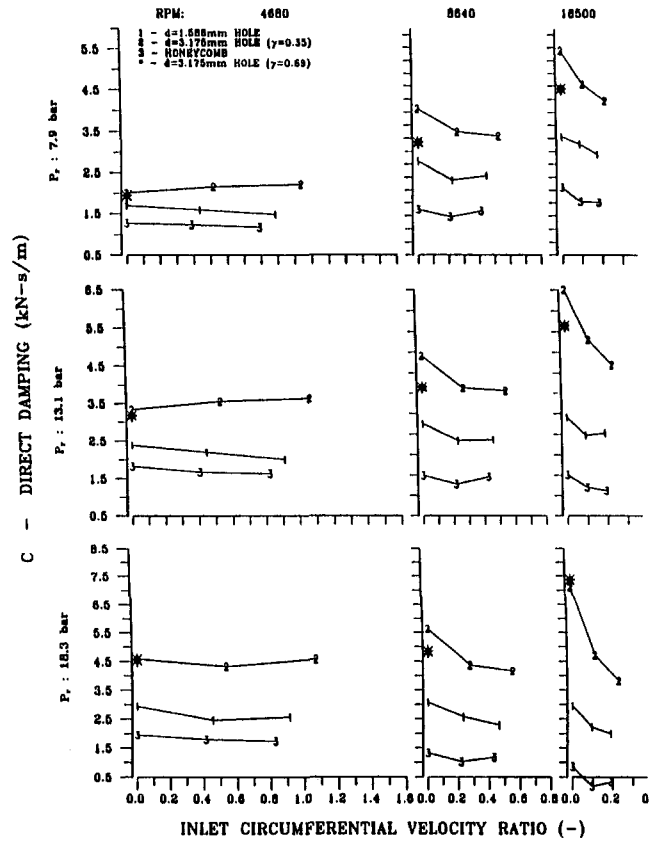 RPM: 4680 8640 16500
1 - d=1.588mm HOLE
2 - d=3.175mm HOLE (γ=0.35)
3 - HONEYCOMB
* - d=3.175mm HOLE (γ=0.69)
C - DIRECT DAMPING (kN-s/m)
Pr : 7.9 bar
5.5
4.5
3.5
2.5
1.5
0.5
Pr : 13.1 bar
6.5
5.5
4.5
3.5
2.5
1.5
0.5
Pr : 18.3 bar
8.5
7.5
6.5
5.5
4.5
3.5
2.5
1.5
0.5
0.0 0.2 0.4 0.6 0.8 1.0 1.2 1.4 1.6 0.0 0.2 0.4 0.6 0.8 0.0 0.2 0.4 0
INLET CIRCUMFERENTIAL VELOCITY RATIO (-)